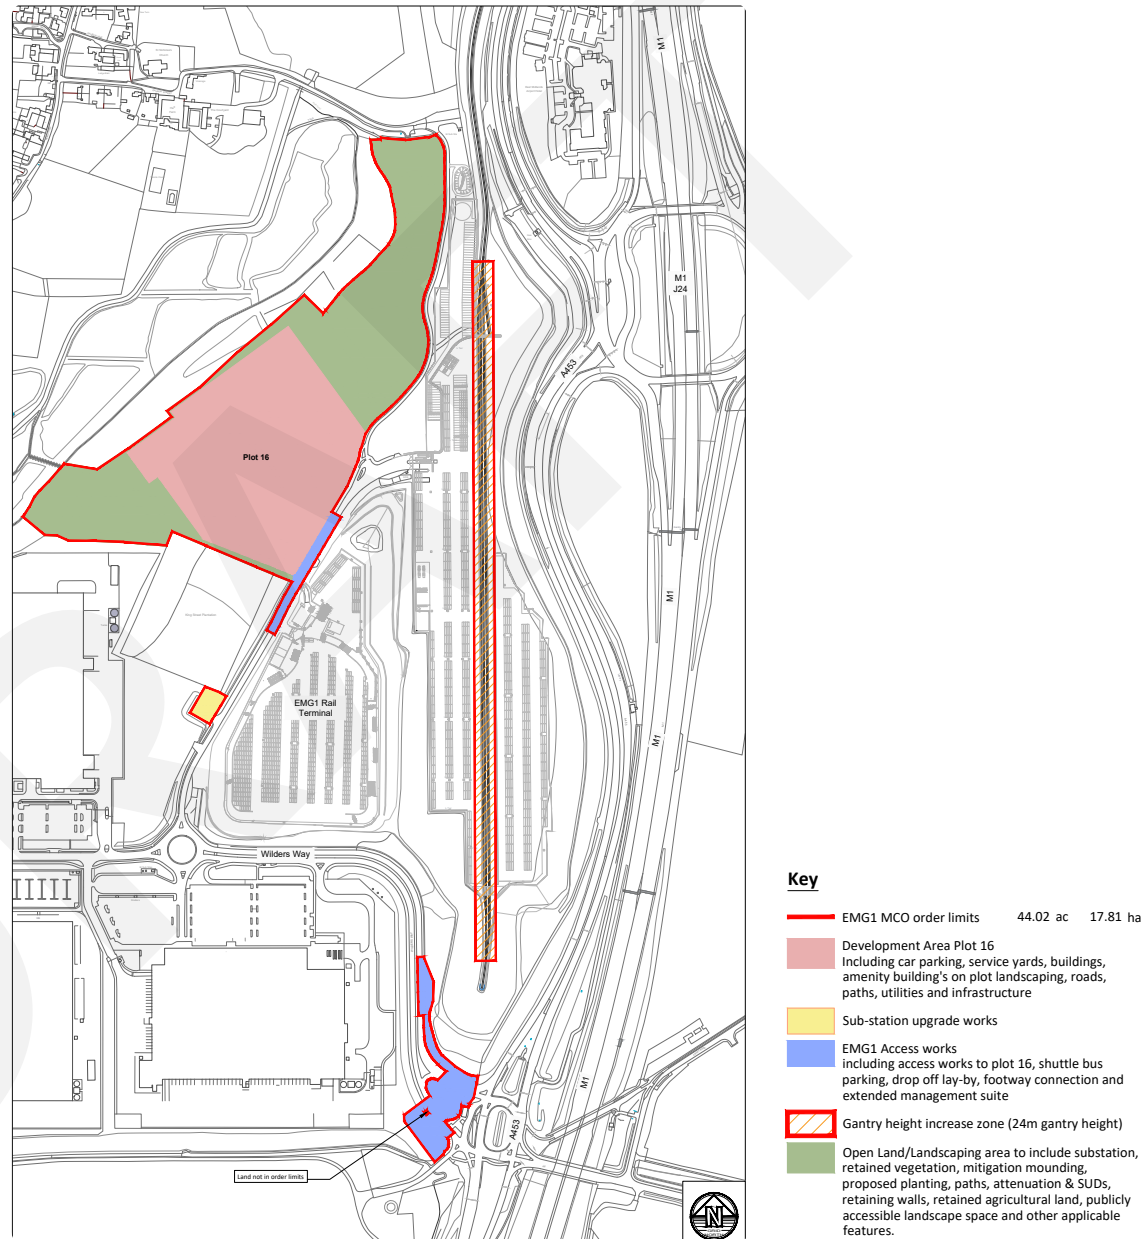 M1
M1
J24
A453
Plot 16
M1
EMG1 Rail
Terminal
M1
Wilders Way
M1
A453
Land not in order limits
N
Key
EMG1 MCO order limits 44.02 ac 17.81 ha
Development Area Plot 16
Including car parking, service yards, buildings,
amenity building's on plot landscaping, roads,
paths, utilities and infrastructure
Sub-station upgrade works
EMG1 Access works
including access works to plot 16, shuttle bus
parking, drop off lay-by, footway connection and
extended management suite
Gantry height increase zone (24m gantry height)
Open Land/Landscaping area to include substation,
retained vegetation, mitigation mounding,
proposed planting, paths, attenuation & SUDs,
retaining walls, retained agricultural land, publicly
accessible landscape space and other applicable
features.